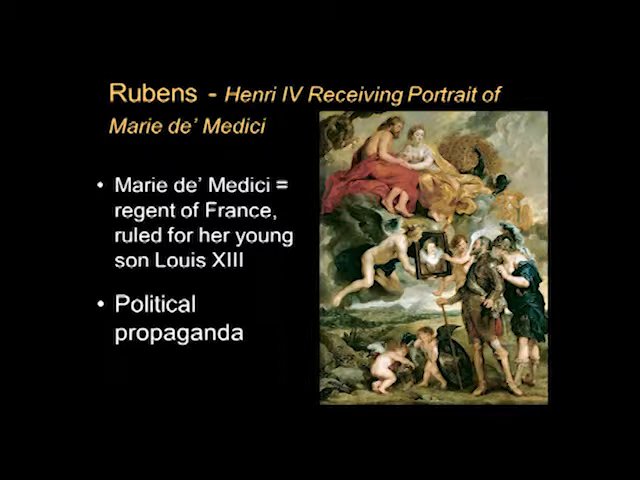 Rubens - Henri IV Receiving Portrait of
Marie de' Medici
• Marie de' Medici =
regent of France,
ruled for her young
son Louis XIII
• Political
propaganda